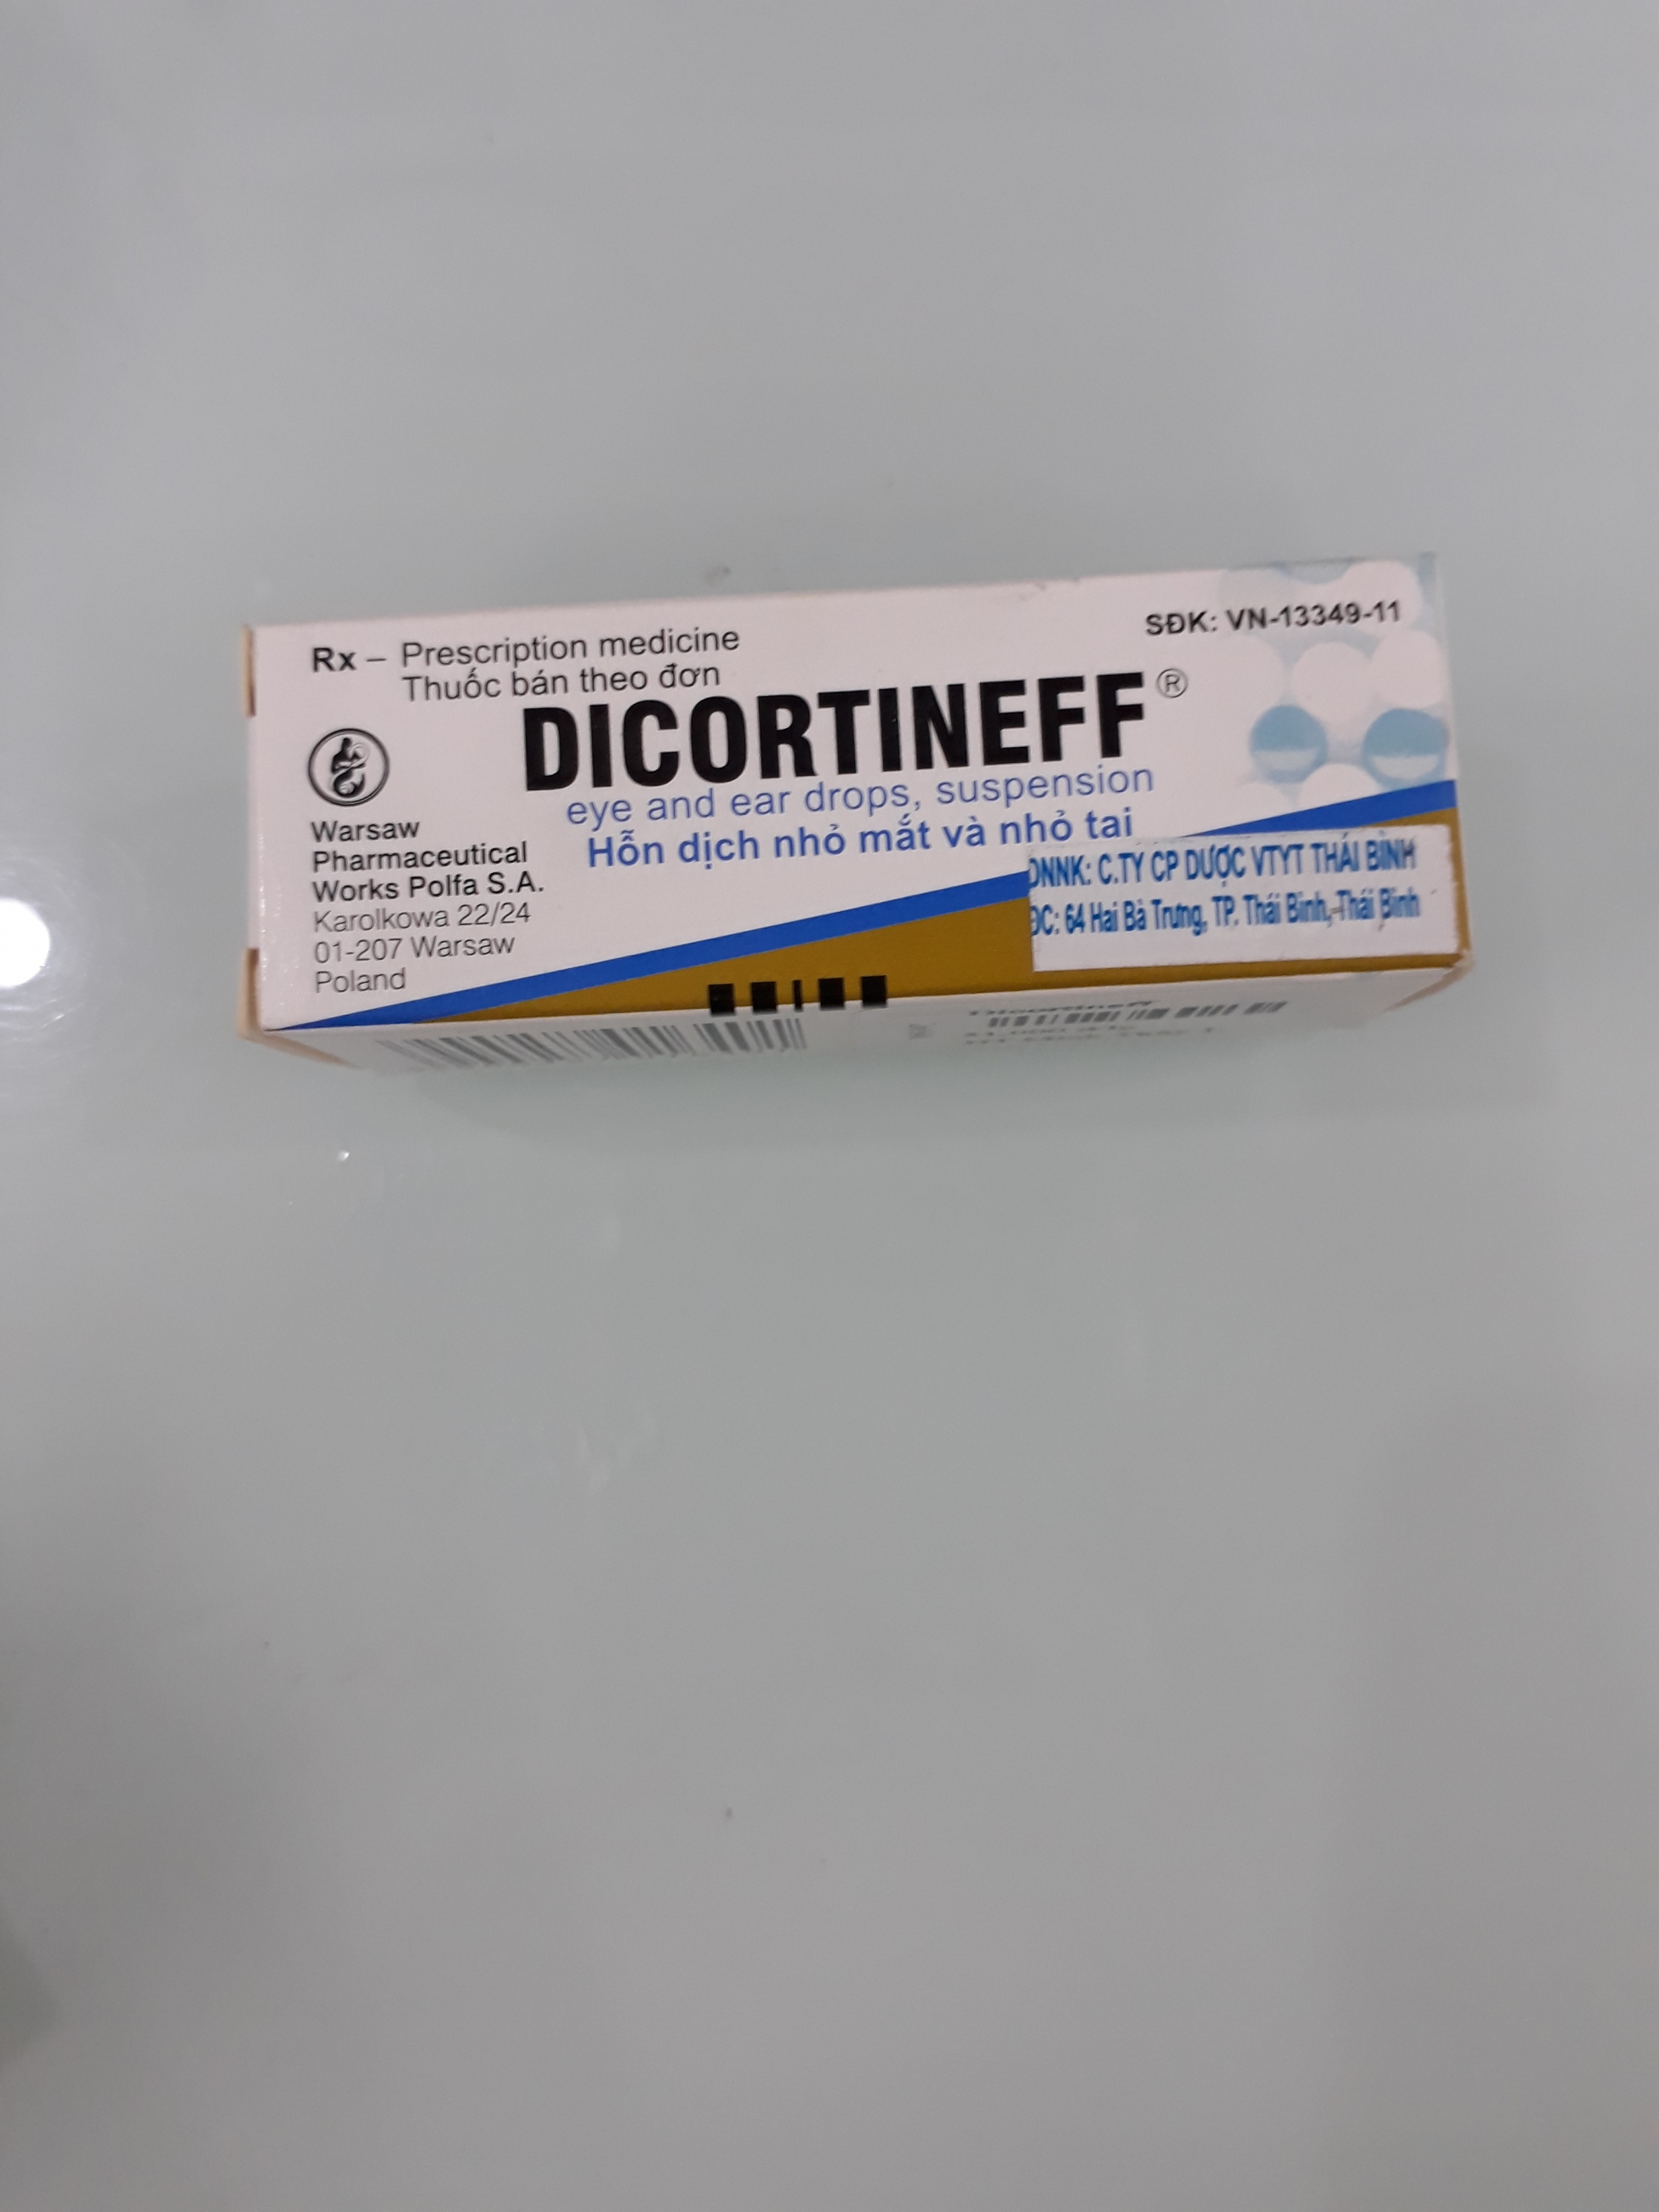 Rx – Prescription medicine
Thuốc bán theo đơn
SĐK: VN-13349-11
DICORTINEFF®
eye and ear drops, suspension
Hỗn dịch nhỏ mắt và nhỏ tai
Warsaw
Pharmaceutical
Works Polfa S.A.
Karolkowa 22/24
01-207 Warsaw
Poland
DNNK: C.TY CP DƯỢC VTYT THÁI BÌNH
ĐC: 64 Hai Bà Trưng, TP. Thái Bình, Thái Bình
Dicortineff